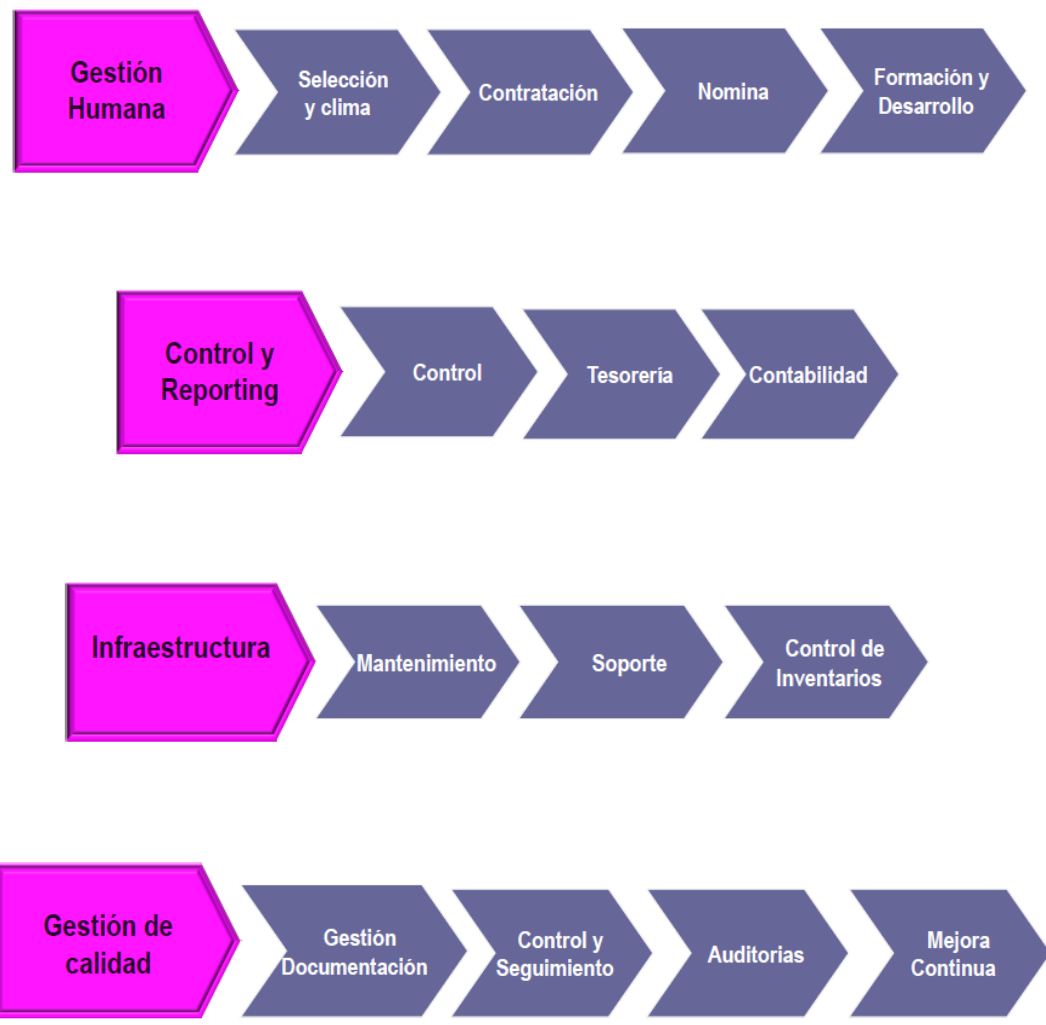 Gestión
Humana
Selección
y clima
Contratación
Nomina
Formación y
Desarrollo
Control y
Reporting
Control
Tesorería
Contabilidad
Infraestructura
Mantenimiento
Soporte
Control de
Inventarios
Gestión de
calidad
Gestión
Documentación
Control y
Seguimiento
Auditorias
Mejora
Continua